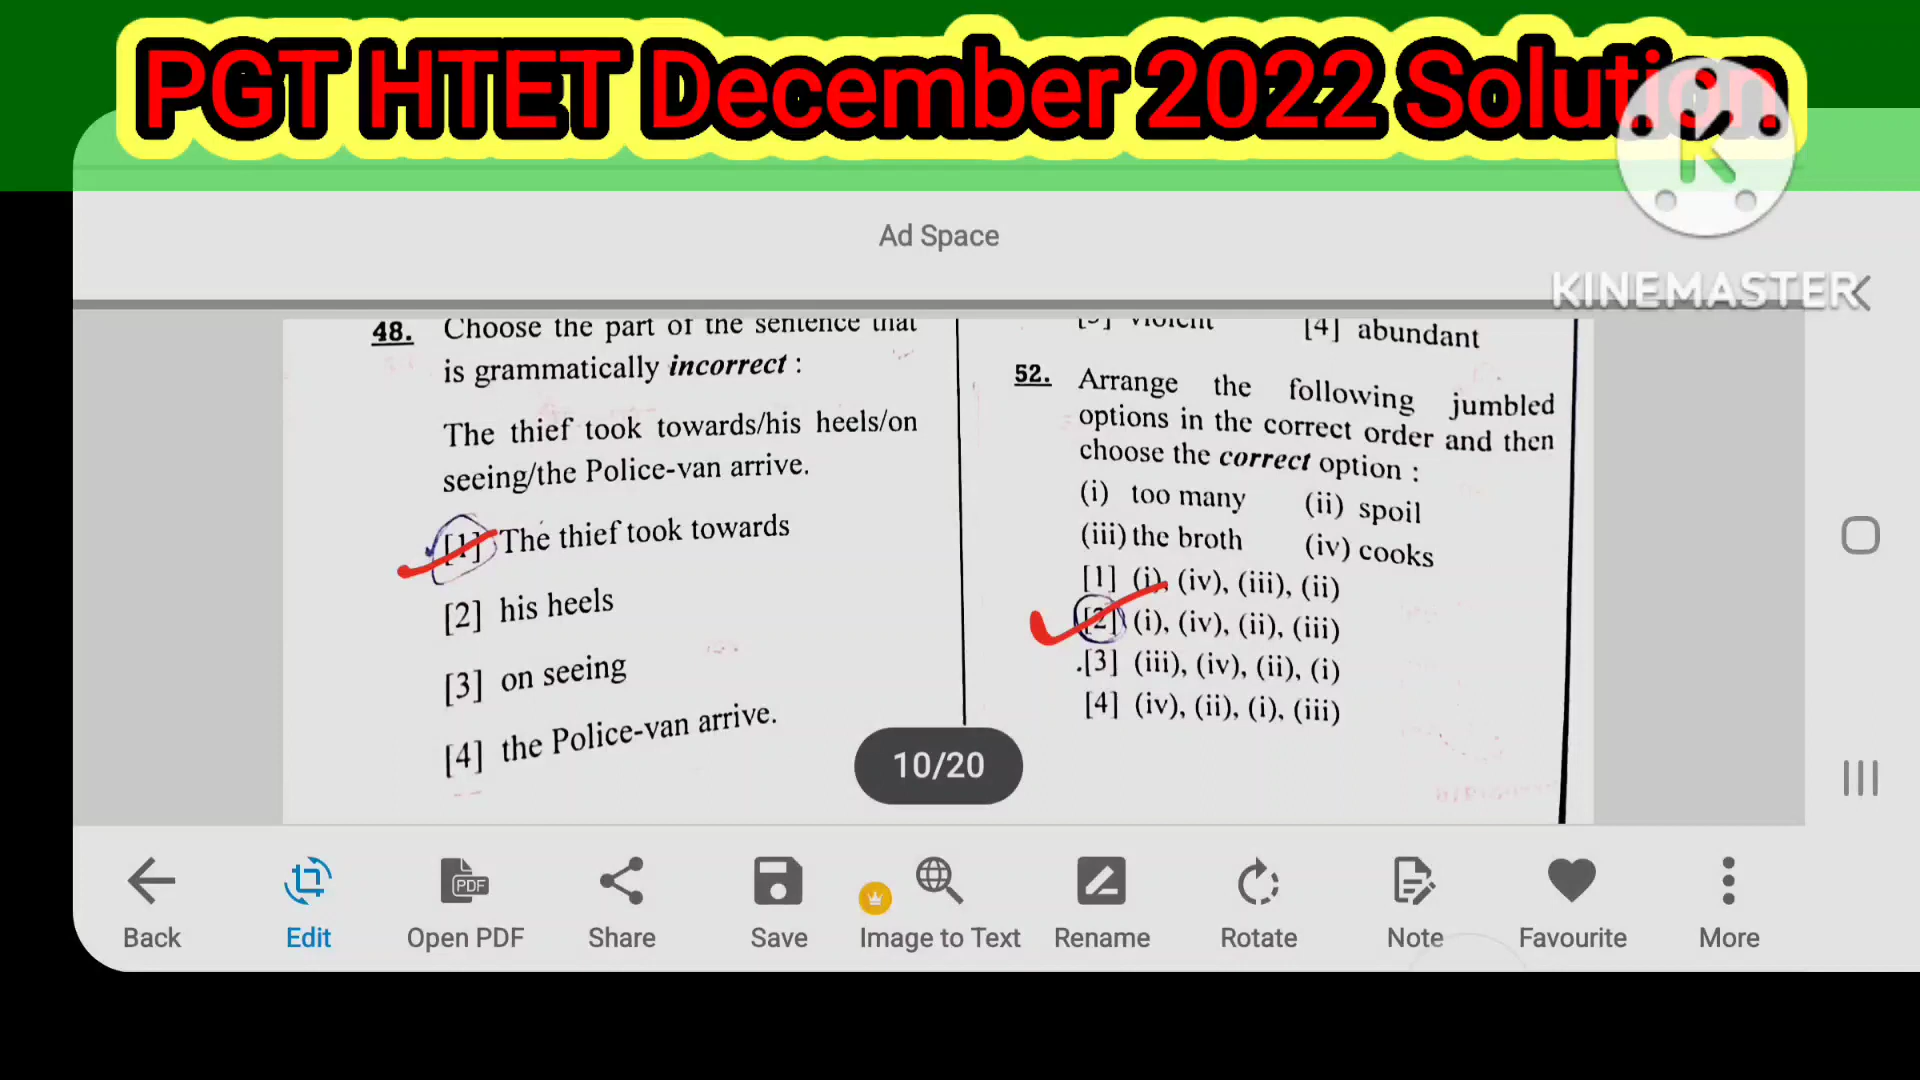 PGT HTET December 2022 Solution
Ad Space
KINEMASTER
48. Choose the part of the sentence that
is grammatically incorrect :
The thief took towards/his heels/on
seeing/the Police-van arrive.
[1] The thief took towards
[2] his heels
[3] on seeing
[4] the Police-van arrive.
[3] violent [4] abundant
52. Arrange the following jumbled
options in the correct order and then
choose the correct option :
(i) too many (ii) spoil
(iii) the broth (iv) cooks
[1] (i), (iv), (iii), (ii)
[2] (i), (iv), (ii), (iii)
.[3] (iii), (iv), (ii), (i)
[4] (iv), (ii), (i), (iii)
10/20
PDF
Back Edit Open PDF Share Save Image to Text Rename Rotate Note Favourite More